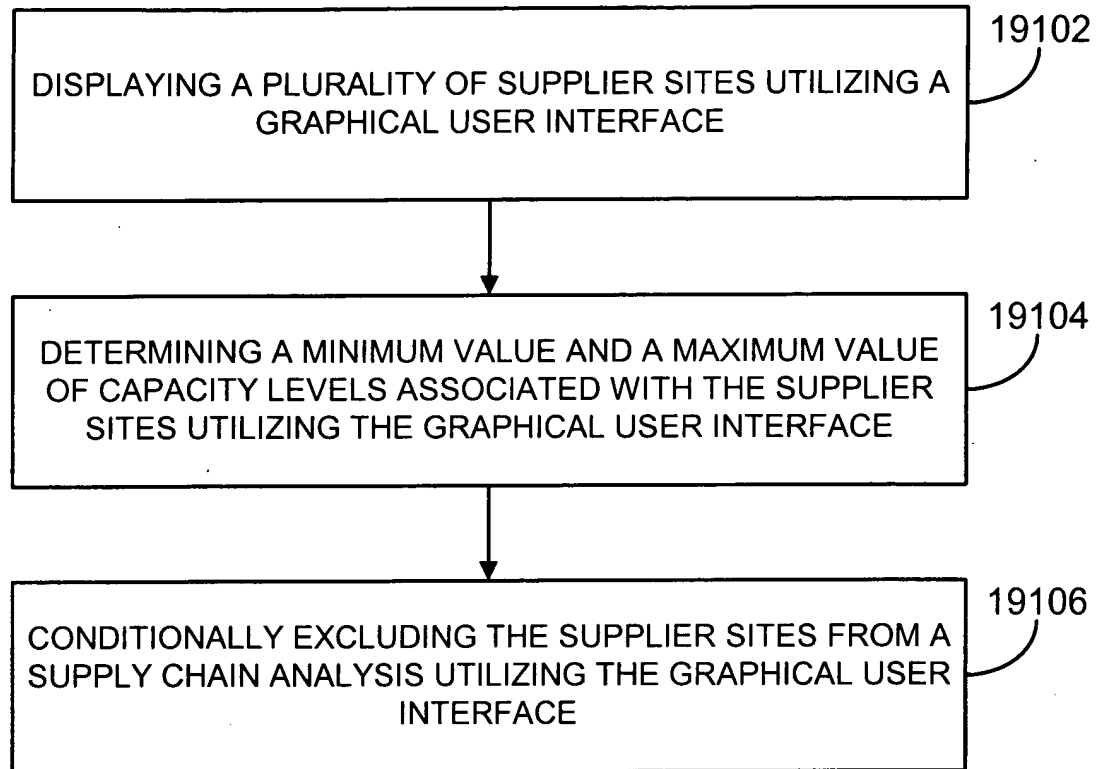 19102
DISPLAYING A PLURALITY OF SUPPLIER SITES UTILIZING A
GRAPHICAL USER INTERFACE
19104
DETERMINING A MINIMUM VALUE AND A MAXIMUM VALUE
OF CAPACITY LEVELS ASSOCIATED WITH THE SUPPLIER
SITES UTILIZING THE GRAPHICAL USER INTERFACE
19106
CONDITIONALLY EXCLUDING THE SUPPLIER SITES FROM A
SUPPLY CHAIN ANALYSIS UTILIZING THE GRAPHICAL USER
INTERFACE